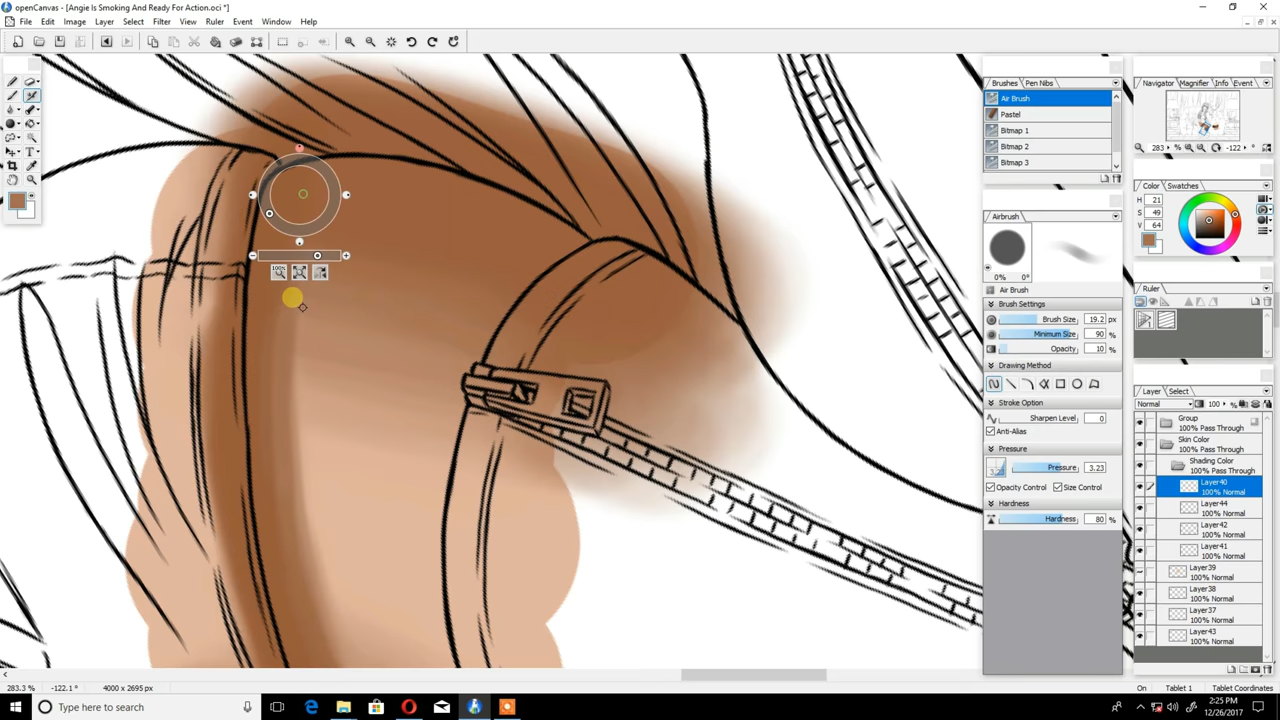 openCanvas - [Angie Is Smoking And Ready For Action.oci *]
File Edit Image Layer Select Filter View Ruler Event Window Help
Brushes Pen Nibs
Air Brush
Pastel
Bitmap 1
Bitmap 2
Bitmap 3
Airbrush
0% 0°
Air Brush
Brush Settings
Brush Size 19.2 px
Minimum Size 90 %
Opacity 10 %
Drawing Method
Stroke Option
Sharpen Level 0
Anti-Alias
Pressure
3.23 Pressure 3.23
Opacity Control Size Control
Hardness
Hardness 80 %
Navigator Magnifier Info Event
283 % -122 °
Color Swatches
H 21
S 49
V 64
Ruler
Layer Select
Normal 100 %
Group
100% Pass Through
Skin Color
100% Pass Through
Shading Color
100% Pass Through
Layer40
100% Normal
Layer44
100% Normal
Layer42
100% Normal
Layer41
100% Normal
Layer39
100% Normal
Layer38
100% Normal
Layer37
100% Normal
Layer43
100% Normal
100%
283.3 % -122.1 ° 4000 x 2695 px
On Tablet 1 Tablet Coordinates
Type here to search
2:25 PM
12/26/2017